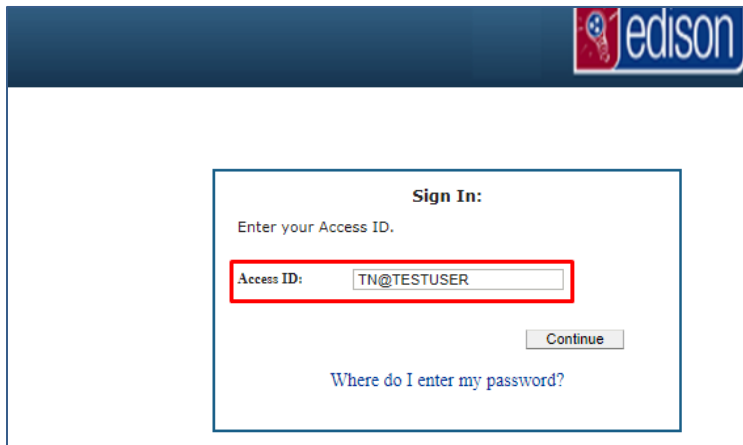 edison
Sign In:
Enter your Access ID.
Access ID: TN@TESTUSER
Continue
Where do I enter my password?